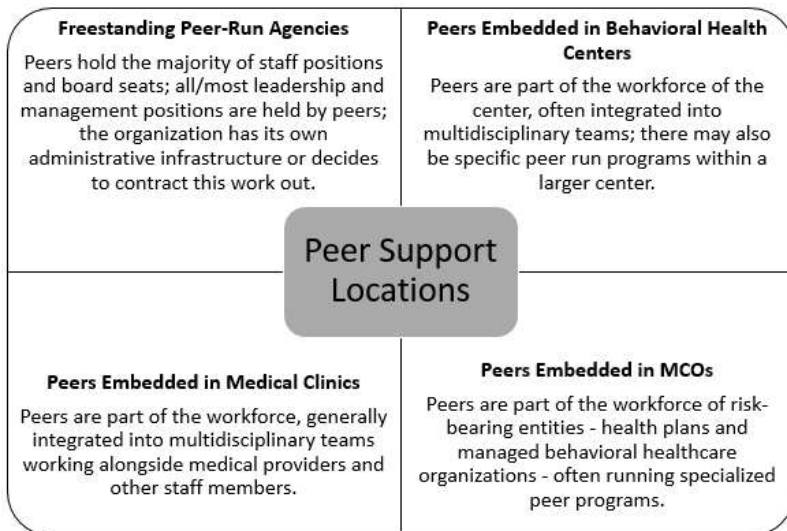 Freestanding Peer-Run Agencies
Peers hold the majority of staff positions
and board seats; all/most leadership and
management positions are held by peers;
the organization has its own
administrative infrastructure or decides
to contract this work out.
Peers Embedded in Behavioral Health
Centers
Peers are part of the workforce of the
center, often integrated into
multidisciplinary teams; there may also
be specific peer run programs within a
larger center.
Peer Support
Locations
Peers Embedded in Medical Clinics
Peers are part of the workforce, generally
integrated into multidisciplinary teams
working alongside medical providers and
other staff members.
Peers Embedded in MCOs
Peers are part of the workforce of risk-
bearing entities - health plans and
managed behavioral healthcare
organizations - often running specialized
peer programs.